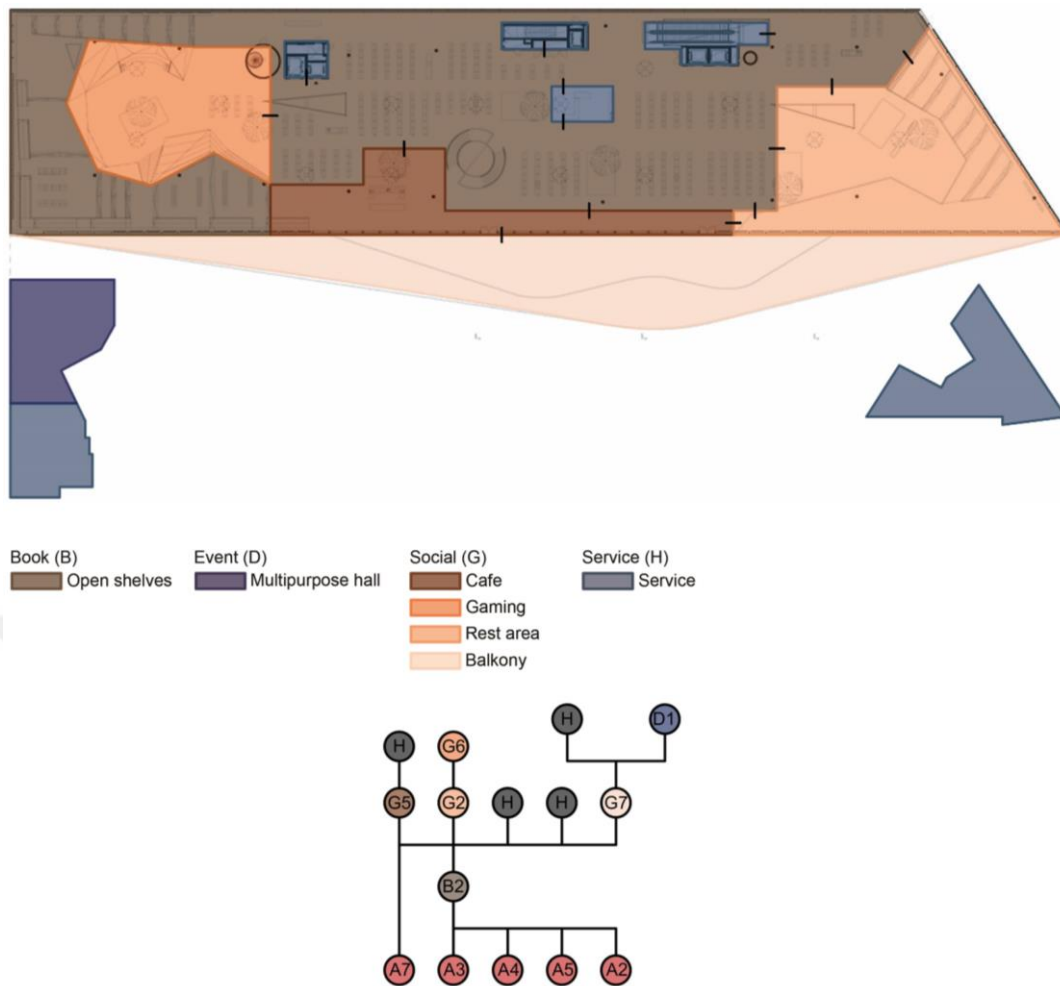 Book (B)
Open shelves
Event (D)
Multipurpose hall
Social (G)
Cafe
Gaming
Rest area
Balkony
Service (H)
Service
H
D1
H
G6
G5
G2
H
H
G7
B2
A7
A3
A4
A5
A2